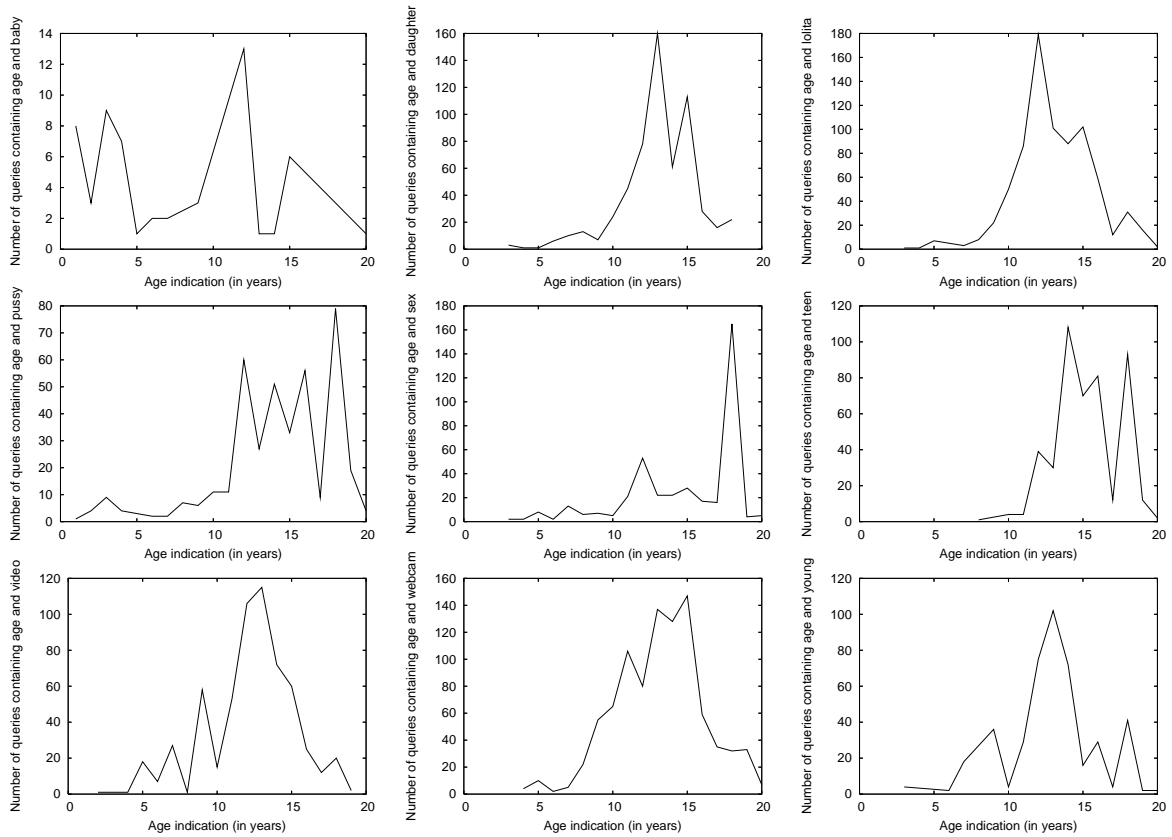 Number of queries containing age and baby
14
12
10
8
6
4
2
0
0 5 10 15 20
Age indication (in years)
Number of queries containing age and daughter
160
140
120
100
80
60
40
20
0
0 5 10 15 20
Age indication (in years)
Number of queries containing age and lolita
180
160
140
120
100
80
60
40
20
0
0 5 10 15 20
Age indication (in years)
Number of queries containing age and pussy
80
70
60
50
40
30
20
10
0
0 5 10 15 20
Age indication (in years)
Number of queries containing age and sex
180
160
140
120
100
80
60
40
20
0
0 5 10 15 20
Age indication (in years)
Number of queries containing age and teen
120
100
80
60
40
20
0
0 5 10 15 20
Age indication (in years)
Number of queries containing age and video
120
100
80
60
40
20
0
0 5 10 15 20
Age indication (in years)
Number of queries containing age and webcam
160
140
120
100
80
60
40
20
0
0 5 10 15 20
Age indication (in years)
Number of queries containing age and young
120
100
80
60
40
20
0
0 5 10 15 20
Age indication (in years)